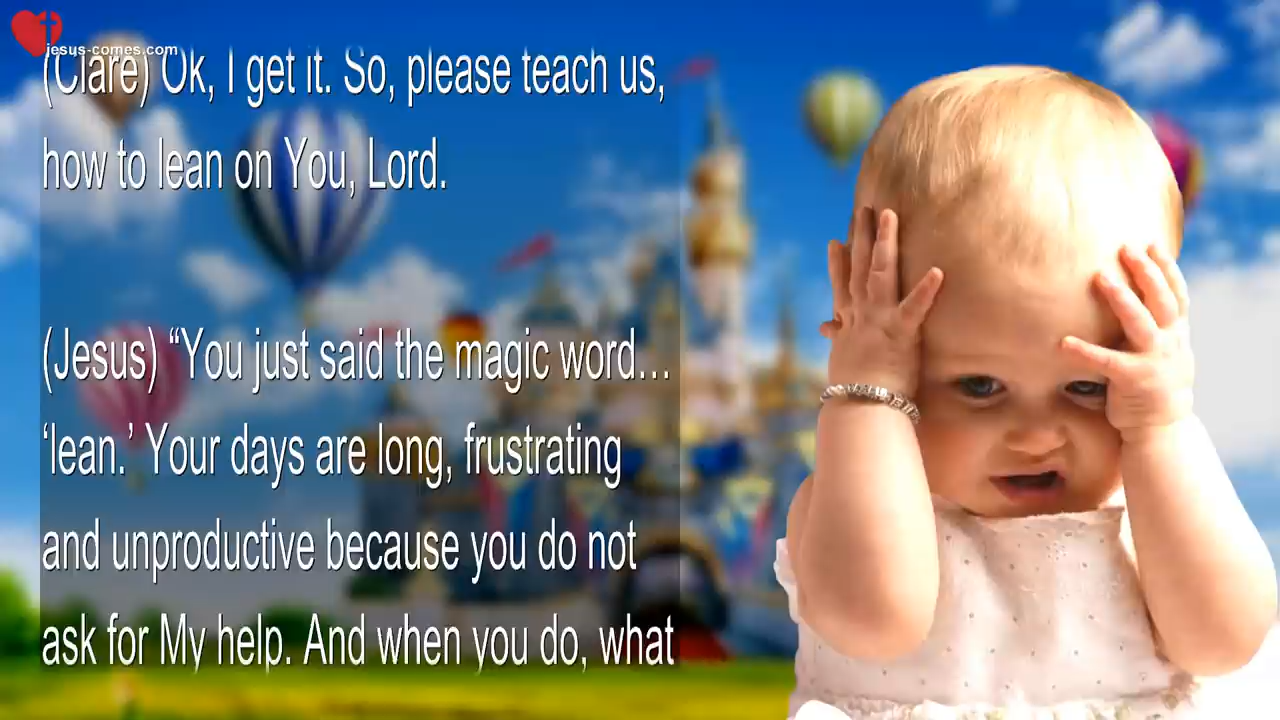 jesus-comes.com
(Clare) Ok, I get it. So, please teach us,
how to lean on You, Lord.
(Jesus) “You just said the magic word…
‘lean.’ Your days are long, frustrating
and unproductive because you do not
ask for My help. And when you do, what